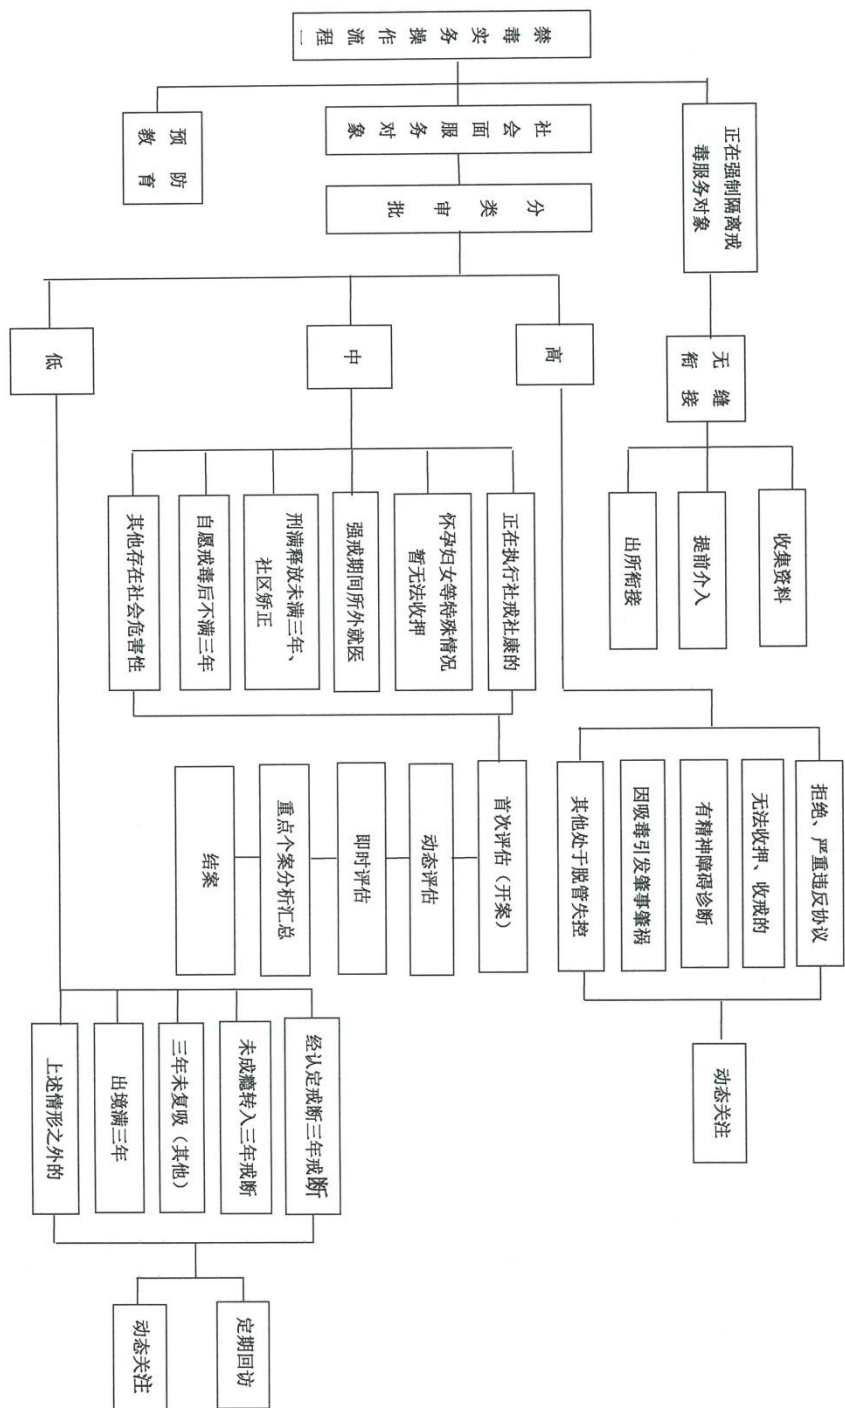 禁毒实务操作流程一
正在强制隔离戒
毒服务对象
无缝
衔接
收集资料
提前介入
出所衔接
社会面服务对
象
分类审
批
高
拒绝、严重违反协议
无法收押、收戒的
有精神障碍诊断
因吸毒引发肇事肇祸
其他处于脱管失控
动态关注
中
正在执行社戒社康的
怀孕妇女等特殊情况
暂无法收押
强戒期间所外就医
刑满释放未满三年、
社区矫正
自愿戒毒后不满三年
其他存在社会危害性
首次评估（开案）
动态评估
即时评估
重点个案分析汇总
结案
低
经认定戒断三年戒断
未成瘾转入三年戒断
三年未复吸（其他）
出境满三年
上述情形之外的
定期回访
动态关注
预防
教育